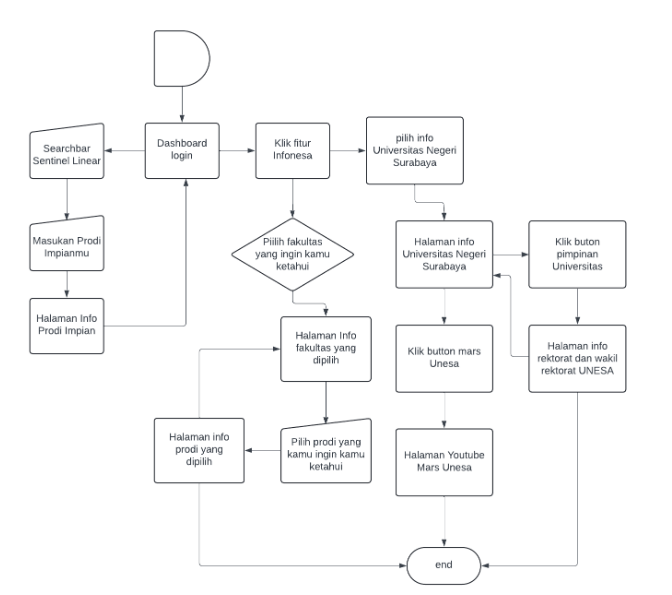 Searchbar
Sentinel Linear
Dashboard
login
Klik fitur
Infonesa
pilih info
Universitas Negeri
Surabaya
Masukan Prodi
Impianmu
Piilih fakultas
yang ingin kamu
ketahui
Halaman info
Universitas Negeri
Surabaya
Klik buton
pimpinan
Universitas
Halaman Info
Prodi Impian
Halaman Info
fakultas yang
dipilih
Klik button mars
Unesa
Halaman info
rektorat dan wakil
rektorat UNESA
Halaman info
prodi yang
dipilih
Pilih prodi yang
kamu ingin kamu
ketahui
Halaman Youtube
Mars Unesa
end